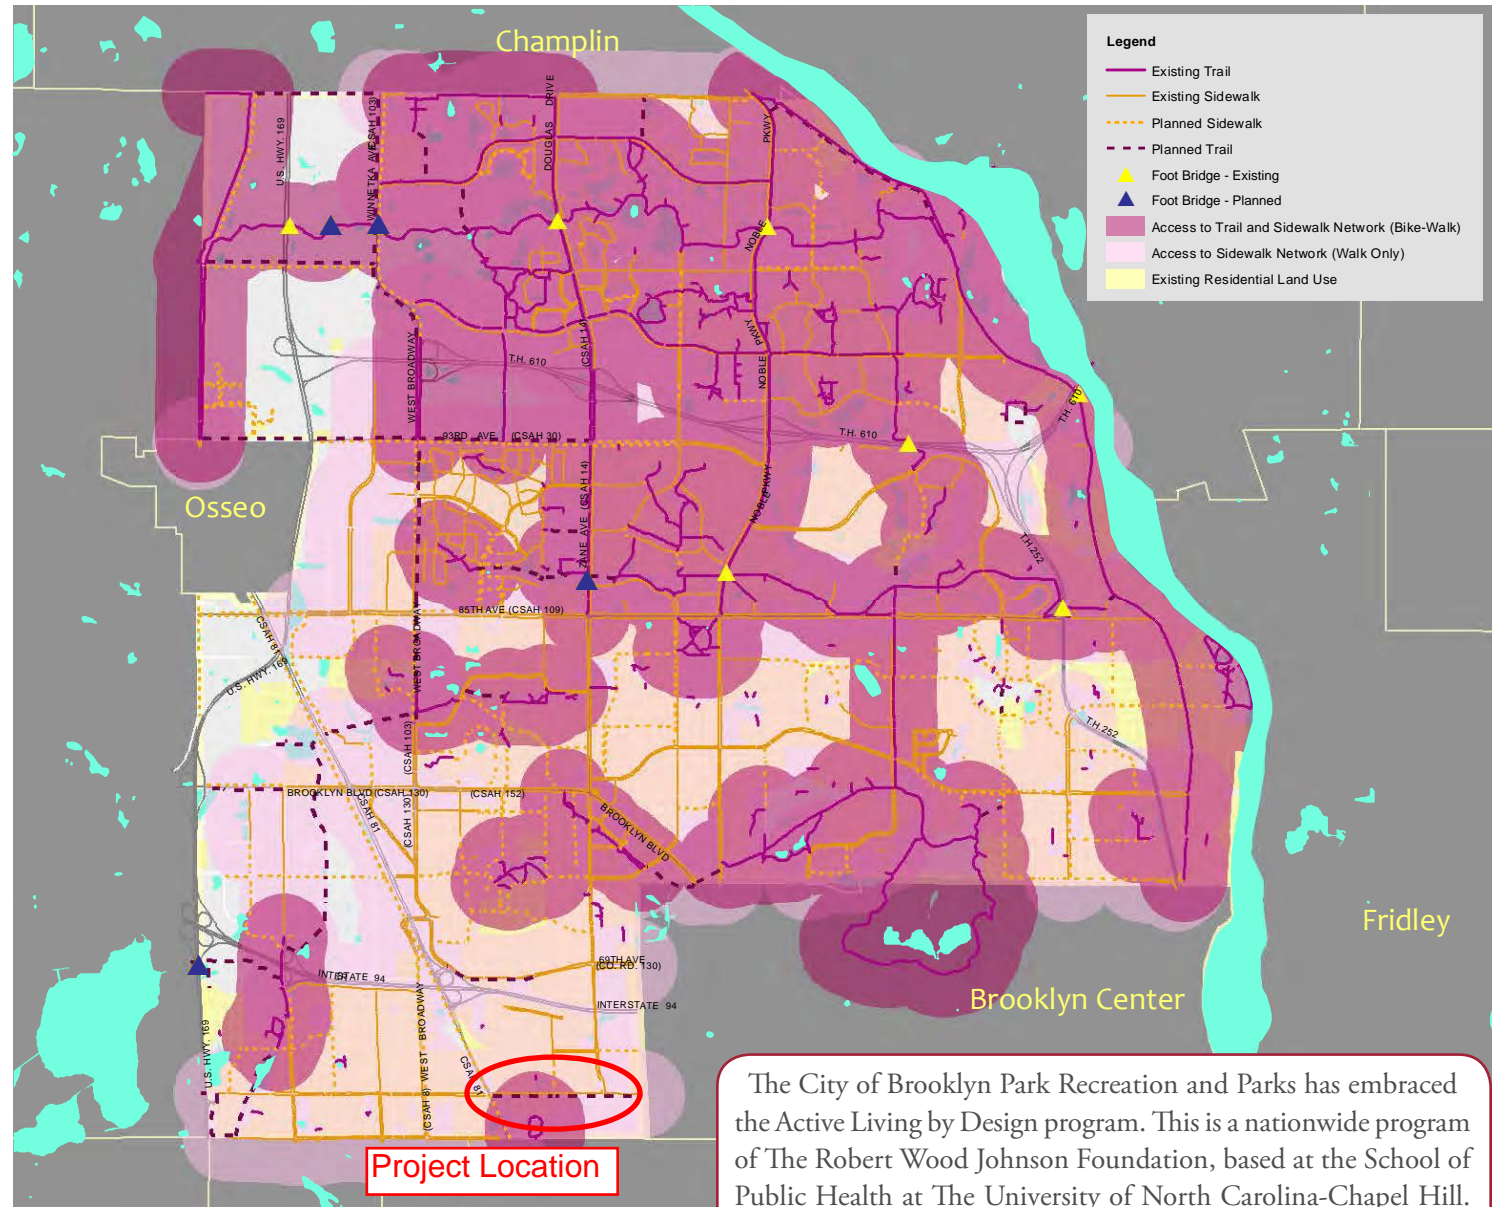 Champlin
Legend
Existing Trail
Existing Sidewalk
Planned Sidewalk
Planned Trail
Foot Bridge - Existing
Foot Bridge - Planned
Access to Trail and Sidewalk Network (Bike-Walk)
Access to Sidewalk Network (Walk Only)
Existing Residential Land Use
U.S. HWY. 169
WINNETKA AVE
(CSAH 103)
DOUGLAS DRIVE
PKWY
NOBLE
WEST BROADWAY
T.H. 610
(CSAH 14)
PKWY
NOBLE
T.H. 610
93RD AVE (CSAH 30)
T.H. 610
Osseo
ZANE AVE (CSAH 14)
NOBLE PKWY
T.H.252
85TH AVE (CSAH 109)
CSAH 81
U.S. HWY. 169
WEST BROADWAY
T.H.252
(CSAH 103)
BROOKLYN BLVD (CSAH 130)
(CSAH 152)
CSAH 81
(CSAH 130)
BROOKLYN BLVD
Fridley
69TH AVE
(CO. RD. 130)
INTERSTATE 94
INTERSTATE 94
Brooklyn Center
U.S. HWY. 169
(CSAH 8) WEST BROADWAY
CSAH 81
Project Location
The City of Brooklyn Park Recreation and Parks has embraced
the Active Living by Design program. This is a nationwide program
of The Robert Wood Johnson Foundation, based at the School of
Public Health at The University of North Carolina-Chapel Hill.